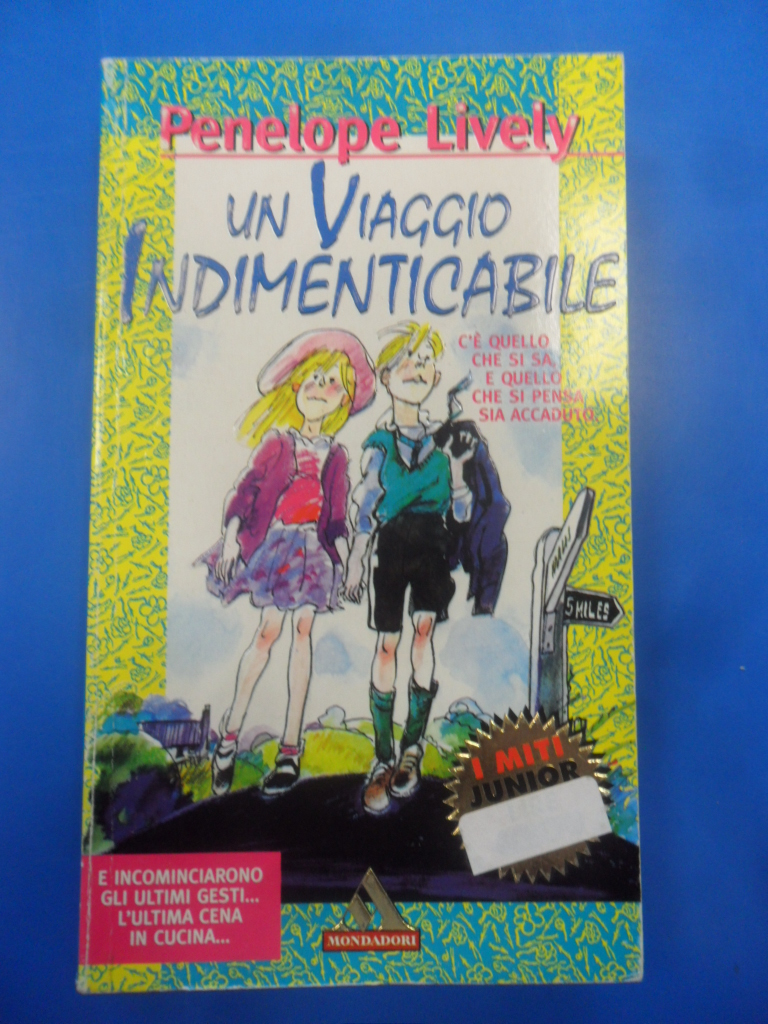 Penelope Lively
UN VIAGGIO
INDIMENTICABILE
C'È QUELLO
CHE SI SA,
E QUELLO
CHE SI PENSA
SIA ACCADUTO...
5 MILES
I MITI
JUNIOR
E INCOMINCIARONO
GLI ULTIMI GESTI...
L'ULTIMA CENA
IN CUCINA...
MONDADORI